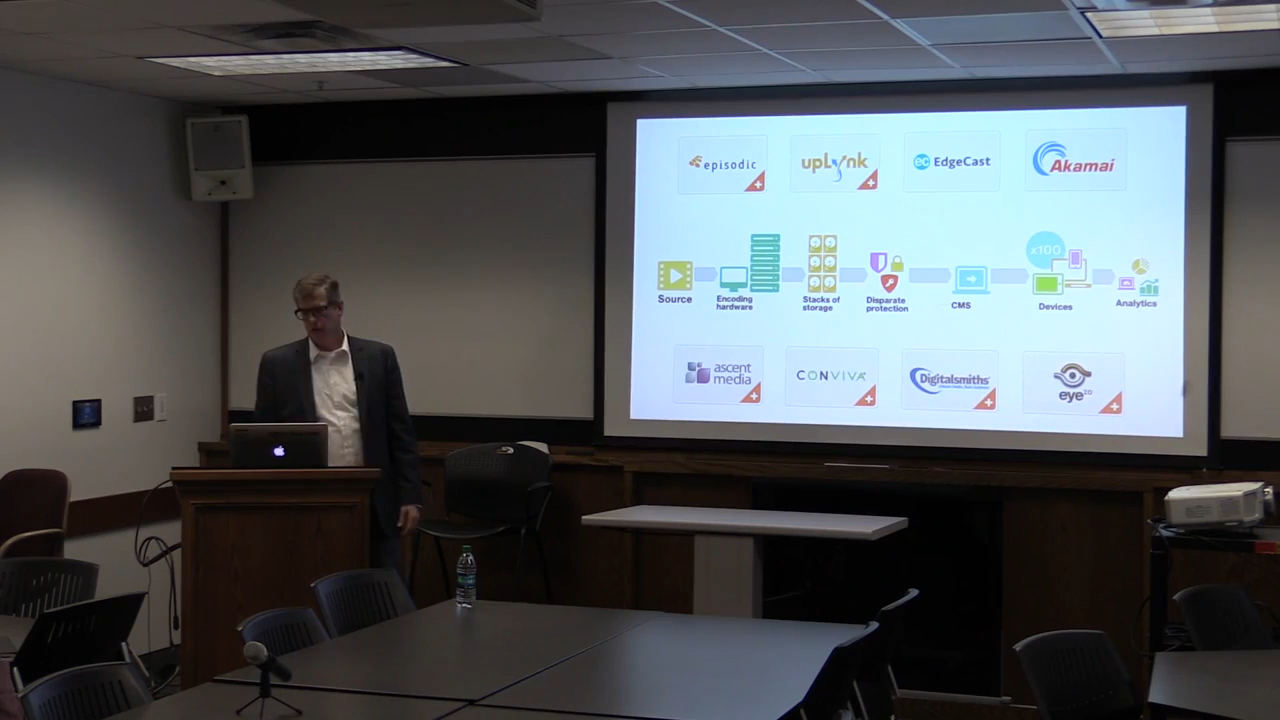 episodic
upLynk
ec EdgeCast
Akamai
x100
Source
Encoding
hardware
Stacks of
storage
Disparate
protection
CMS
Devices
Analytics
ascent
media
CONVIVA
Digitalsmiths
eye